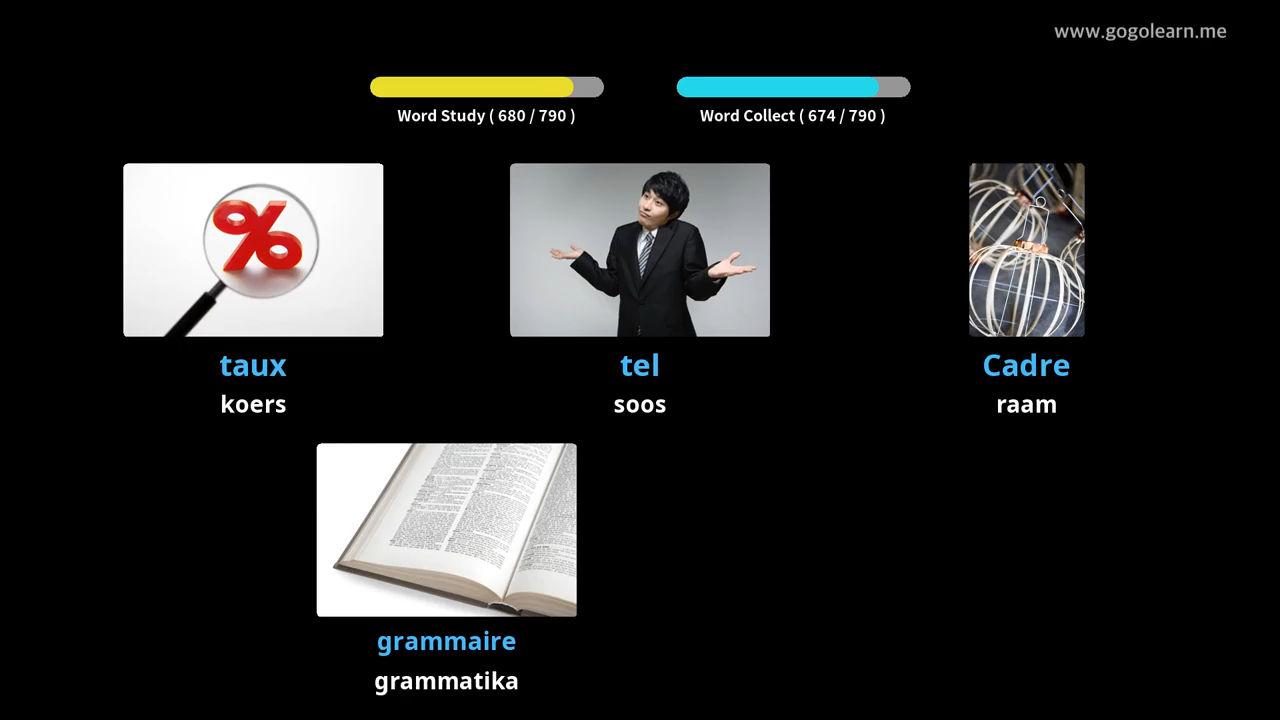 www.gogolearn.me
Word Study ( 680 / 790 )
Word Collect ( 674 / 790 )
taux
koers
tel
soos
Cadre
raam
grammaire
grammatika